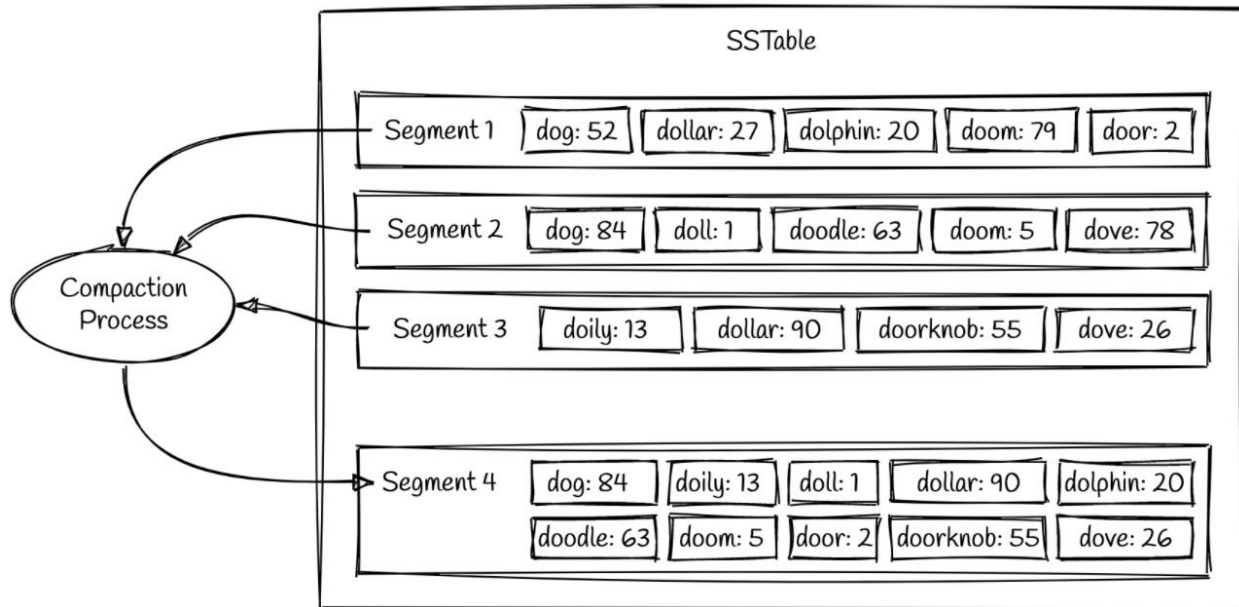 SSTable
Segment 1 dog: 52 dollar: 27 dolphin: 20 doom: 79 door: 2
Segment 2 dog: 84 doll: 1 doodle: 63 doom: 5 dove: 78
Compaction
Process
Segment 3 doily: 13 dollar: 90 doorknob: 55 dove: 26
Segment 4 dog: 84 doily: 13 doll: 1 dollar: 90 dolphin: 20
doodle: 63 doom: 5 door: 2 doorknob: 55 dove: 26